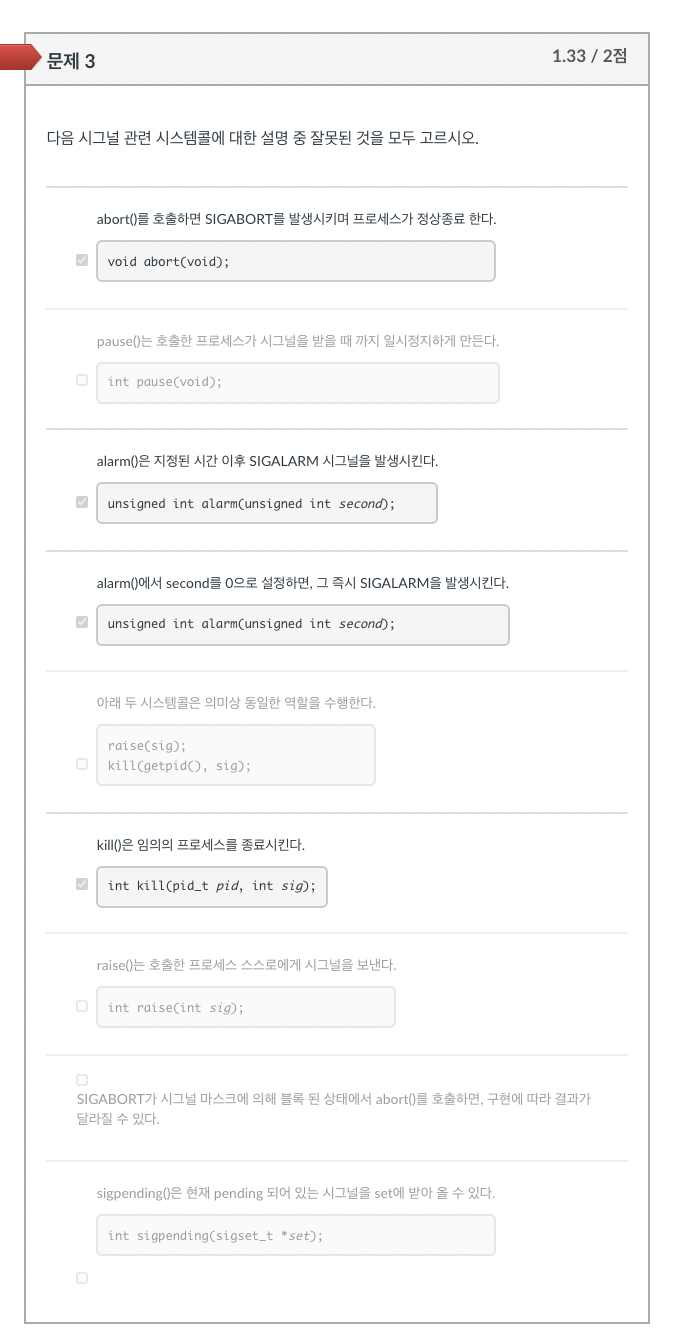 문제 3
1.33 / 2점
다음 시그널 관련 시스템콜에 대한 설명 중 잘못된 것을 모두 고르시오.
abort()를 호출하면 SIGABORT를 발생시키며 프로세스가 정상종료 한다.
void abort(void);
pause()는 호출한 프로세스가 시그널을 받을 때 까지 일시정지하게 만든다.
int pause(void);
alarm()은 지정된 시간 이후 SIGALARM 시그널을 발생시킨다.
unsigned int alarm(unsigned int second);
alarm()에서 second를 0으로 설정하면, 그 즉시 SIGALARM을 발생시킨다.
unsigned int alarm(unsigned int second);
아래 두 시스템콜은 의미상 동일한 역할을 수행한다.
raise(sig);
kill(getpid(), sig);
kill()은 임의의 프로세스를 종료시킨다.
int kill(pid_t pid, int sig);
raise()는 호출한 프로세스 스스로에게 시그널을 보낸다.
int raise(int sig);
SIGABORT가 시그널 마스크에 의해 블록 된 상태에서 abort()를 호출하면, 구현에 따라 결과가
달라질 수 있다.
sigpending()은 현재 pending 되어 있는 시그널을 set에 받아 올 수 있다.
int sigpending(sigset_t *set);